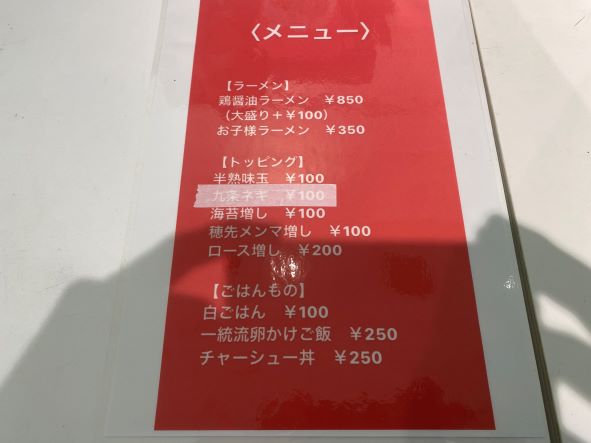 〈メニュー〉
【ラーメン】
鶏醤油ラーメン ￥850
（大盛り＋￥100）
お子様ラーメン ￥350
【トッピング】
半熟味玉 ￥100
九条ネギ ￥100
海苔増し ￥100
穂先メンマ増し ￥100
ロース増し ￥200
【ごはんもの】
白ごはん ￥100
一統流卵かけご飯 ￥250
チャーシュー丼 ￥250